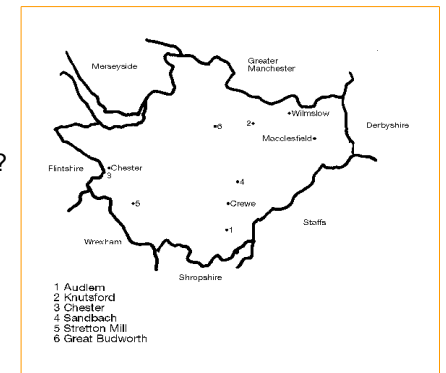 Merseyside
Greater
Manchester
Wilmslow
6
2
Derbyshire
Macclesfield
?
Flintshire
Chester
3
4
5
Crewe
Staffs
1
Wrexham
Shropshire
1 Audlem
2 Knutsford
3 Chester
4 Sandbach
5 Stretton Mill
6 Great Budworth